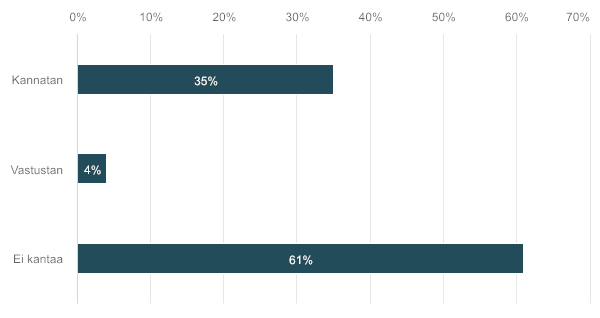 0% 10% 20% 30% 40% 50% 60% 70%
Kannatan 35%
Vastustan 4%
Ei kantaa 61%